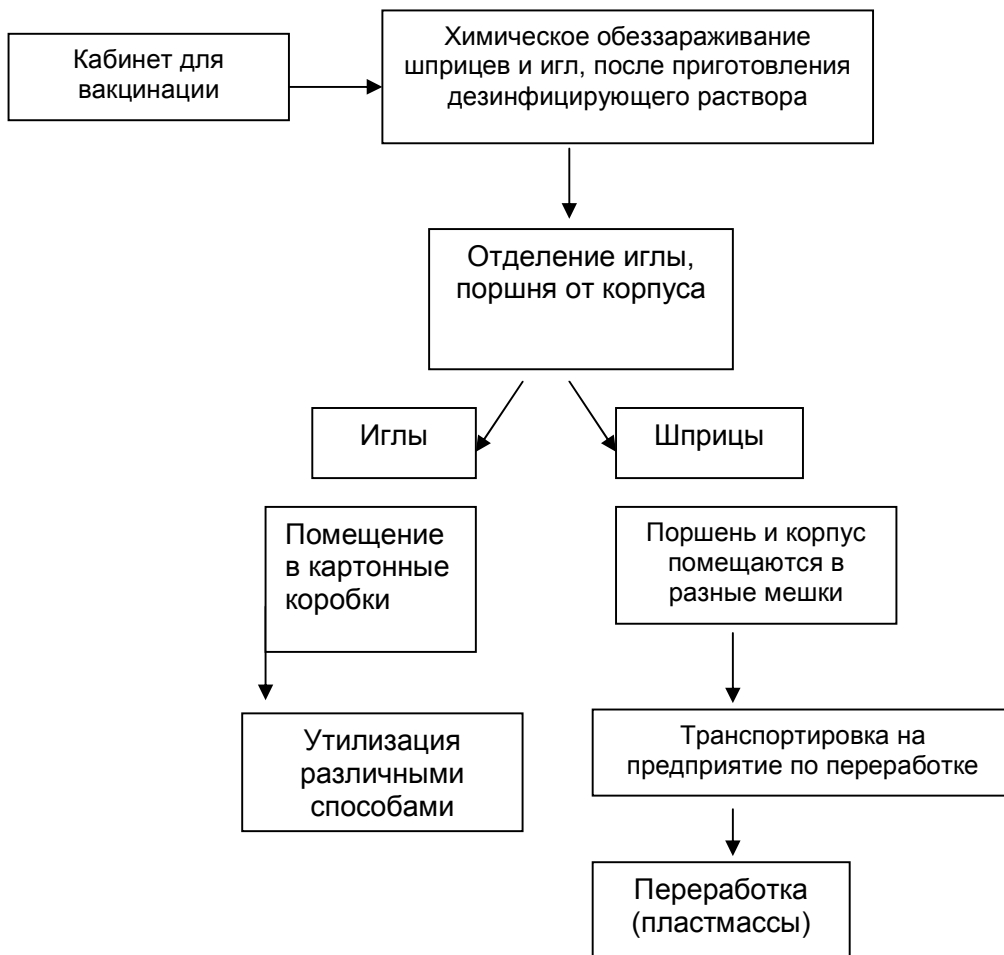 Кабинет для
вакцинации
Химическое обеззараживание
шприцев и игл, после приготовления
дезинфицирующего раствора
Отделение иглы,
поршня от корпуса
Иглы
Шприцы
Помещение
в картонные
коробки
Поршень и корпус
помещаются в
разные мешки
Утилизация
различными
способами
Транспортировка на
предприятие по переработке
Переработка
(пластмассы)